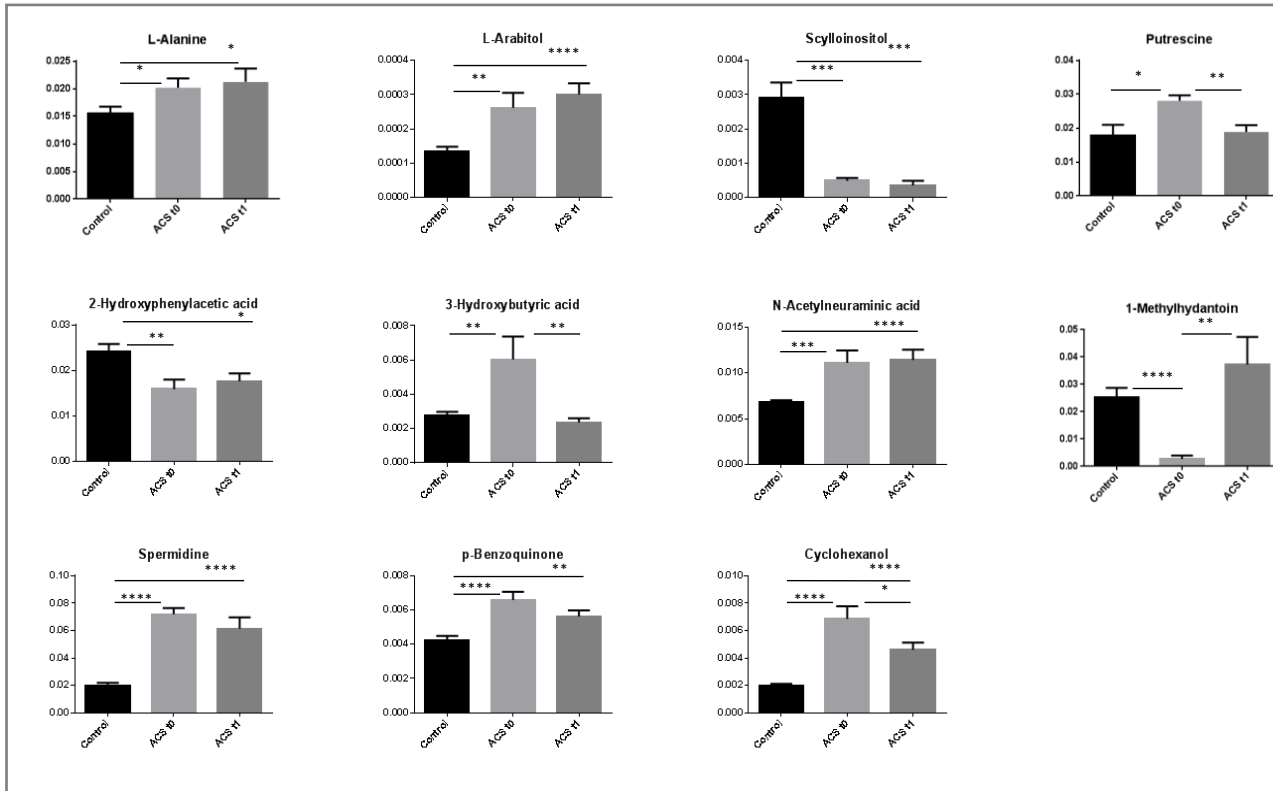 L-Alanine
*
*
0.025
0.020
0.015
0.010
0.005
0.000
Control
ACS t0
ACS t1
L-Arabitol
****
**
0.0004
0.0003
0.0002
0.0001
0.0000
Control
ACS t0
ACS t1
Scylloinositol
***
***
0.004
0.003
0.002
0.001
0.000
Control
ACS t0
ACS t1
Putrescine
*
**
0.04
0.03
0.02
0.01
0.00
Control
ACS t0
ACS t1
2-Hydroxyphenylacetic acid
*
**
0.03
0.02
0.01
0.00
Control
ACS t0
ACS t1
3-Hydroxybutyric acid
**
**
0.008
0.006
0.004
0.002
0.000
Control
ACS t0
ACS t1
N-Acetylneuraminic acid
****
***
0.015
0.010
0.005
0.000
Control
ACS t0
ACS t1
1-Methylhydantoin
**
****
0.05
0.04
0.03
0.02
0.01
0.00
Control
ACS t0
ACS t1
Spermidine
****
****
0.10
0.08
0.06
0.04
0.02
0.00
Control
ACS t0
ACS t1
p-Benzoquinone
**
****
0.008
0.006
0.004
0.002
0.000
Control
ACS t0
ACS t1
Cyclohexanol
****
****
*
0.010
0.008
0.006
0.004
0.002
0.000
Control
ACS t0
ACS t1